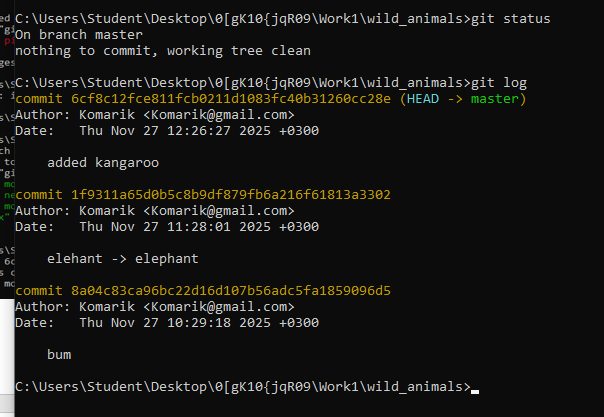 C:\Users\Student\Desktop\0[gK10{jqR09\Work1\wild_animals>git status
On branch master
nothing to commit, working tree clean
C:\Users\Student\Desktop\0[gK10{jqR09\Work1\wild_animals>git log
commit 6cf8c12fce811fcb0211d1083fc40b31260cc28e (HEAD -> master)
Author: Komarik <Komarik@gmail.com>
Date:   Thu Nov 27 12:26:27 2025 +0300
added kangaroo
commit 1f9311a65d0b5c8b9df879fb6a216f61813a3302
Author: Komarik <Komarik@gmail.com>
Date:   Thu Nov 27 11:28:01 2025 +0300
elehant -> elephant
commit 8a04c83ca96bc22d16d107b56adc5fa1859096d5
Author: Komarik <Komarik@gmail.com>
Date:   Thu Nov 27 10:29:18 2025 +0300
bum
C:\Users\Student\Desktop\0[gK10{jqR09\Work1\wild_animals>